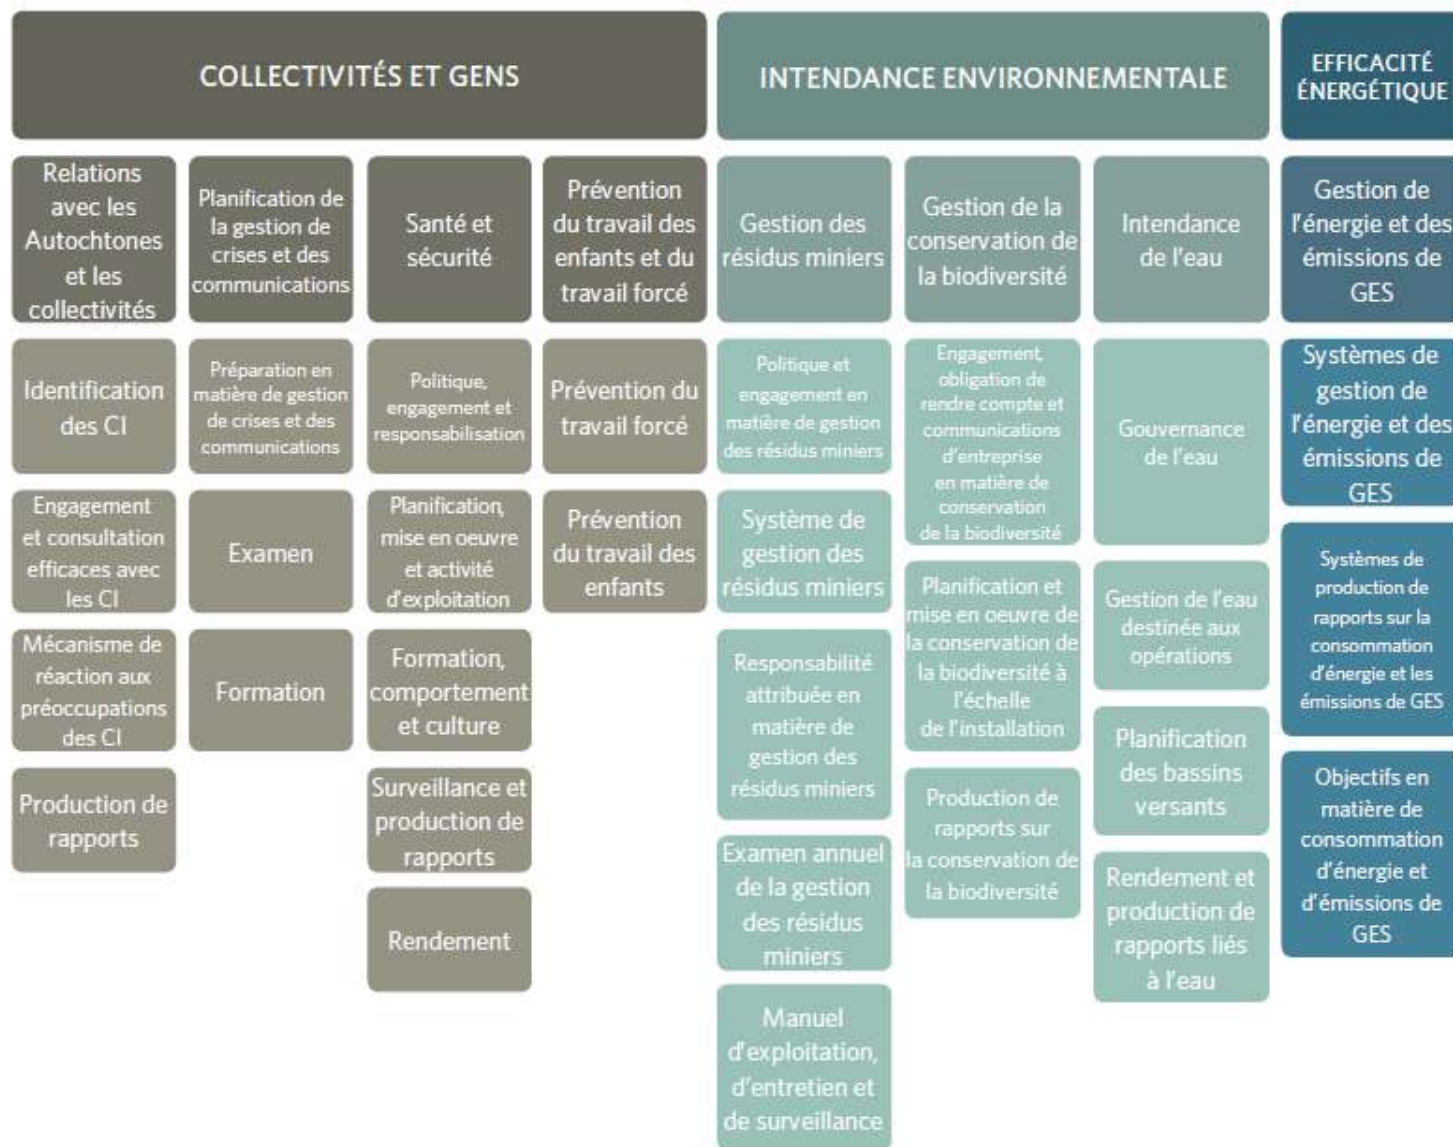 COLLECTIVITÉS ET GENS
INTENDANCE ENVIRONNEMENTALE
EFFICACITÉ
ÉNERGÉTIQUE
Relations
avec les
Autochtones
et les
collectivités
Planification de
la gestion de
crises et des
communications
Santé et
sécurité
Prévention
du travail des
enfants et du
travail forcé
Gestion des
résidus miniers
Gestion de la
conservation de
la biodiversité
Intendance
de l'eau
Gestion de
l'énergie et des
émissions de
GES
Identification
des CI
Préparation en
matière de gestion
de crises et des
communications
Politique,
engagement et
responsabilisation
Prévention du
travail forcé
Politique et
engagement en
matière de gestion
des résidus miniers
Engagement,
obligation de
rendre compte et
communications
d'entreprise
en matière de
conservation
de la biodiversité
Gouvernance
de l'eau
Systèmes de
gestion de
l'énergie et des
émissions de
GES
Engagement
et consultation
efficaces avec
les CI
Examen
Planification,
mise en oeuvre
et activité
d'exploitation
Prévention
du travail des
enfants
Système de
gestion des
résidus miniers
Planification et
mise en oeuvre de
la conservation de
la biodiversité à
l'échelle
de l'installation
Gestion de l'eau
destinée aux
opérations
Systèmes de
production de
rapports sur la
consommation
d'énergie et les
émissions de GES
Mécanisme de
réaction aux
préoccupations
des CI
Formation
Formation,
comportement
et culture
Responsabilité
attribuée en
matière de
gestion des
résidus miniers
Production de
rapports sur
la conservation de
la biodiversité
Planification
des bassins
versants
Objectifs en
matière de
consommation
d'énergie et
d'émissions de
GES
Production de
rapports
Surveillance et
production de
rapports
Examen annuel
de la gestion
des résidus
miniers
Rendement et
production de
rapports liés
à l'eau
Rendement
Manuel
d'exploitation,
d'entretien et
de surveillance